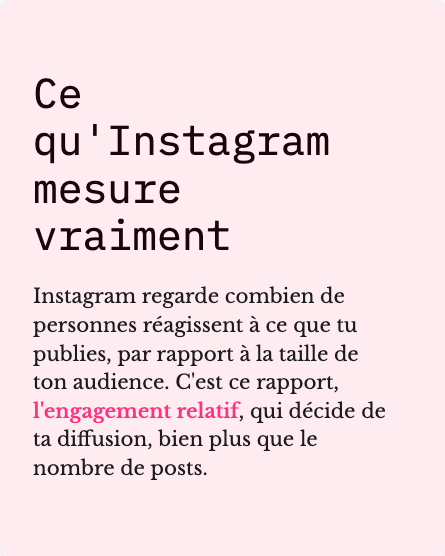 Ce
qu'Instagram
mesure
vraiment
Instagram regarde combien de
personnes réagissent à ce que tu
publies, par rapport à la taille de
ton audience. C'est ce rapport,
l'engagement relatif, qui décide de
ta diffusion, bien plus que le
nombre de posts.